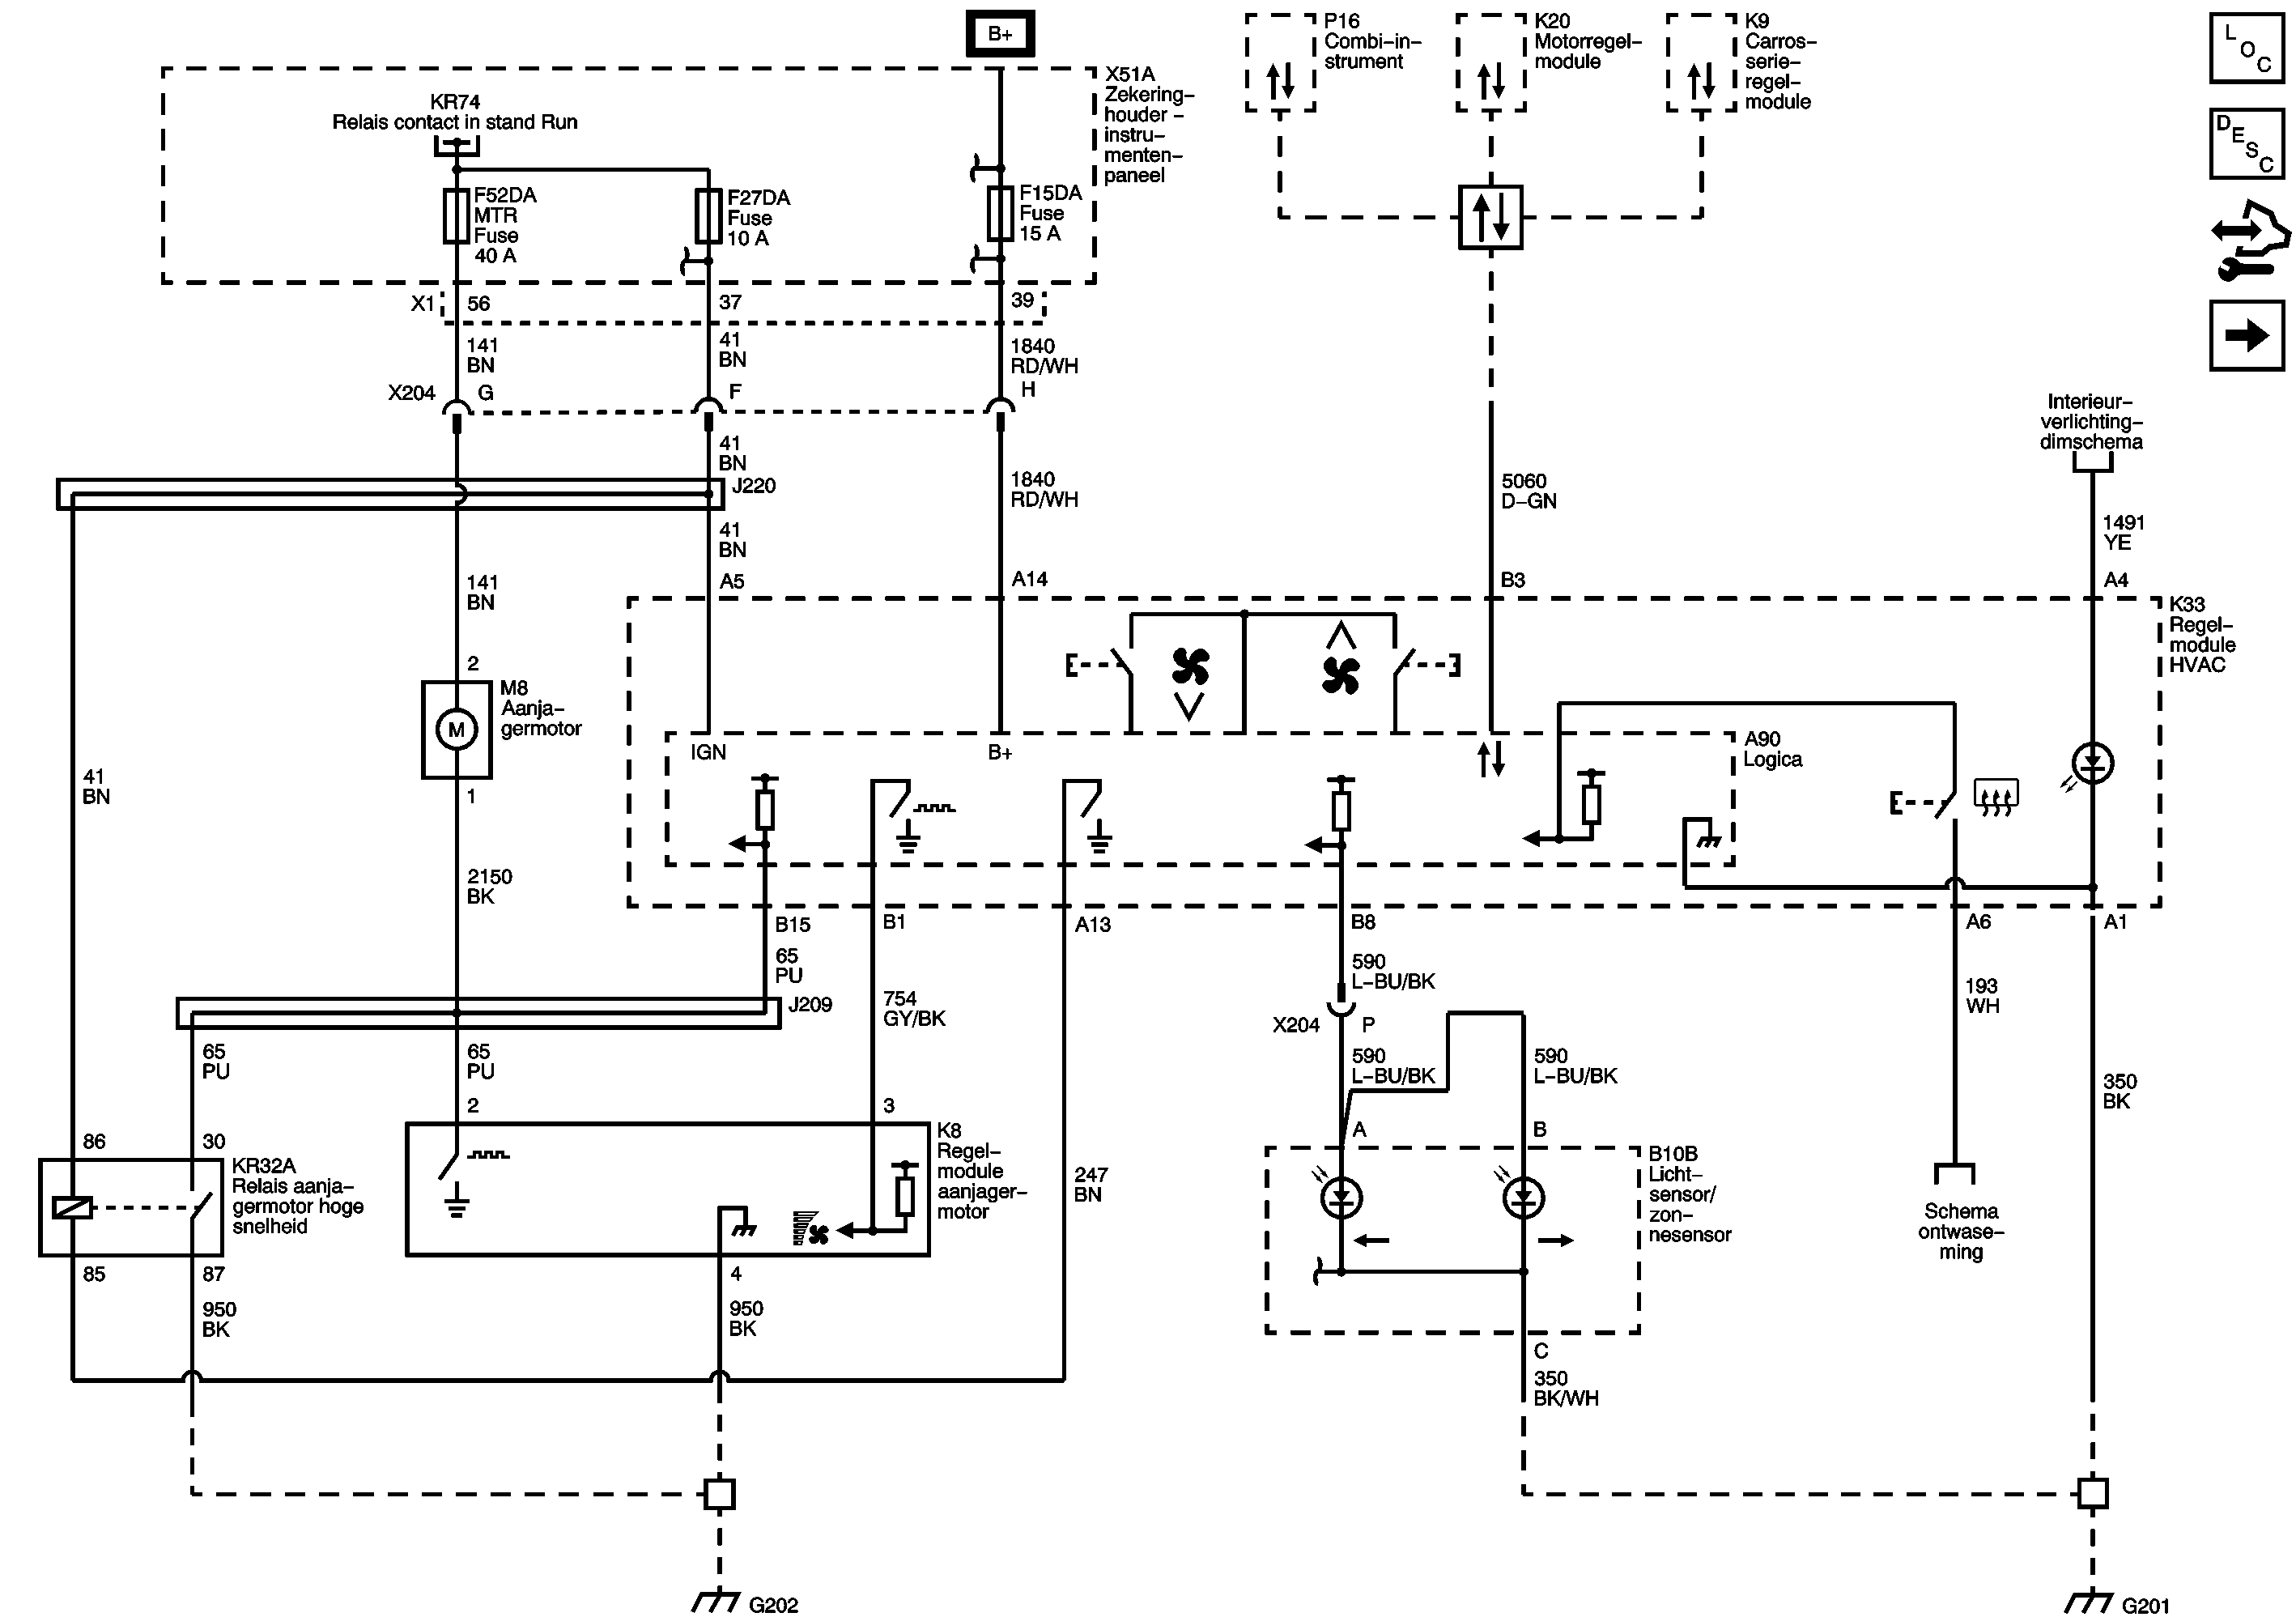 B+
P16
Combi-in-
strument
K20
Motorregel-
module
K9
Carros-
serie-
regel-
module
L
O
C
D
E
S
C
X51A
Zekering-
houder -
instru-
menten-
paneel
KR74
Relais contact in stand Run
F52DA
MTR
Fuse
40 A
F27DA
Fuse
10 A
F15DA
Fuse
15 A
X1
56
37
39
141
BN
41
BN
1840
RD/WH
X204
G
F
H
41
BN
J220
1840
RD/WH
5060
D-GN
Interieur-
verlichting-
dimschema
1491
YE
41
BN
141
BN
A5
A14
B3
A4
K33
Regel-
module
HVAC
2
M8
Aanja-
germotor
M
1
IGN
B+
A90
Logica
41
BN
2150
BK
B15
B1
A13
B8
A6
A1
65
PU
754
GY/BK
590
L-BU/BK
193
WH
J209
X204
P
65
PU
65
PU
590
L-BU/BK
590
L-BU/BK
350
BK
2
3
A
B
86
30
KR32A
Relais aanja-
germotor hoge
snelheid
K8
Regel-
module
aanjager-
motor
247
BN
B10B
Licht-
sensor/
zon-
nesensor
Schema
ontwase-
ming
85
87
4
950
BK
950
BK
C
350
BK/WH
G202
G201